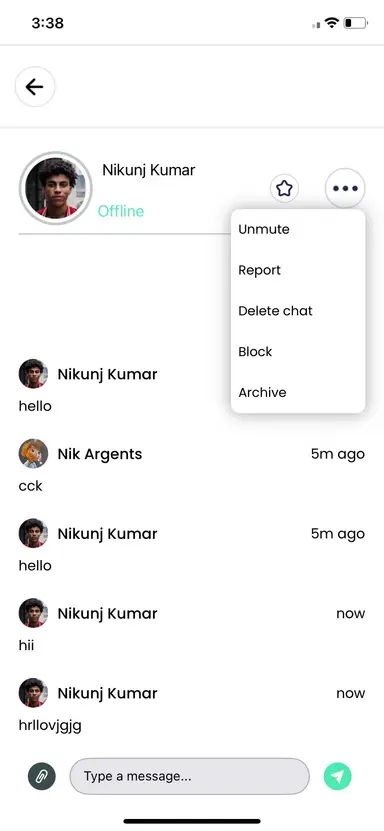 3:38
Nikunj Kumar
Offline
Unmute
Report
Delete chat
Block
Archive
Nikunj Kumar
hello
Nik Argents 5m ago
cck
Nikunj Kumar 5m ago
hello
Nikunj Kumar now
hii
Nikunj Kumar now
hrllovjgjg
Type a message...